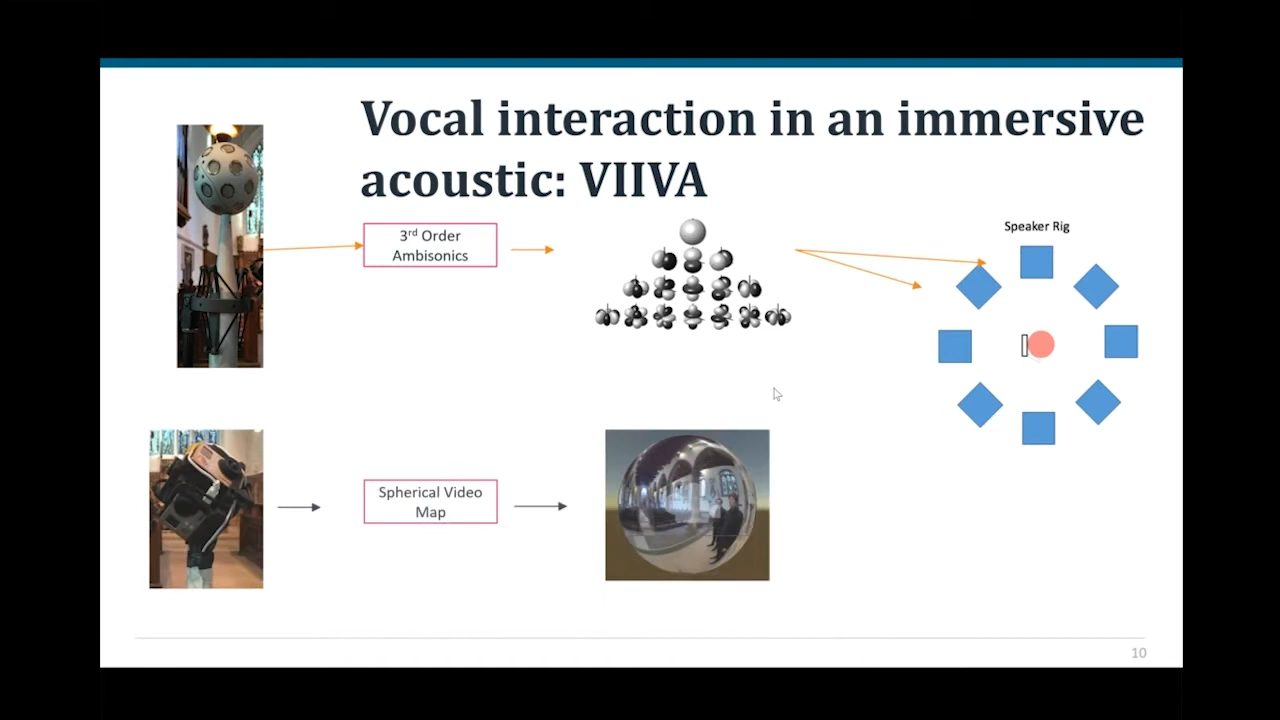 Vocal interaction in an immersive
acoustic: VIIVA
3rd Order
Ambisonics
Speaker Rig
Spherical Video
Map
10